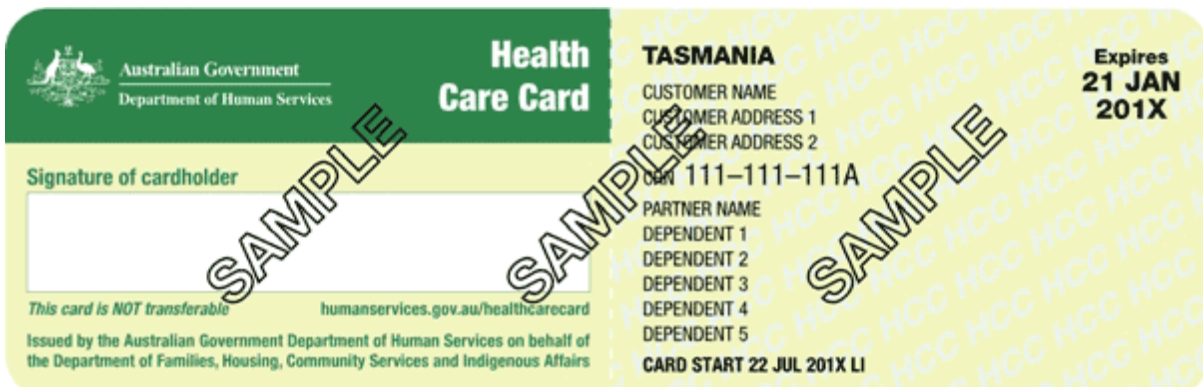 Australian Government
Department of Human Services
Health
Care Card
Signature of cardholder
This card is NOT transferable
humanservices.gov.au/healthcarecard
Issued by the Australian Government Department of Human Services on behalf of
the Department of Families, Housing, Community Services and Indigenous Affairs
SAMPLE
SAMPLE
SAMPLE
TASMANIA
CUSTOMER NAME
CUSTOMER ADDRESS 1
CUSTOMER ADDRESS 2
CRN 111–111–111A
PARTNER NAME
DEPENDENT 1
DEPENDENT 2
DEPENDENT 3
DEPENDENT 4
DEPENDENT 5
CARD START 22 JUL 201X LI
Expires
21 JAN
201X